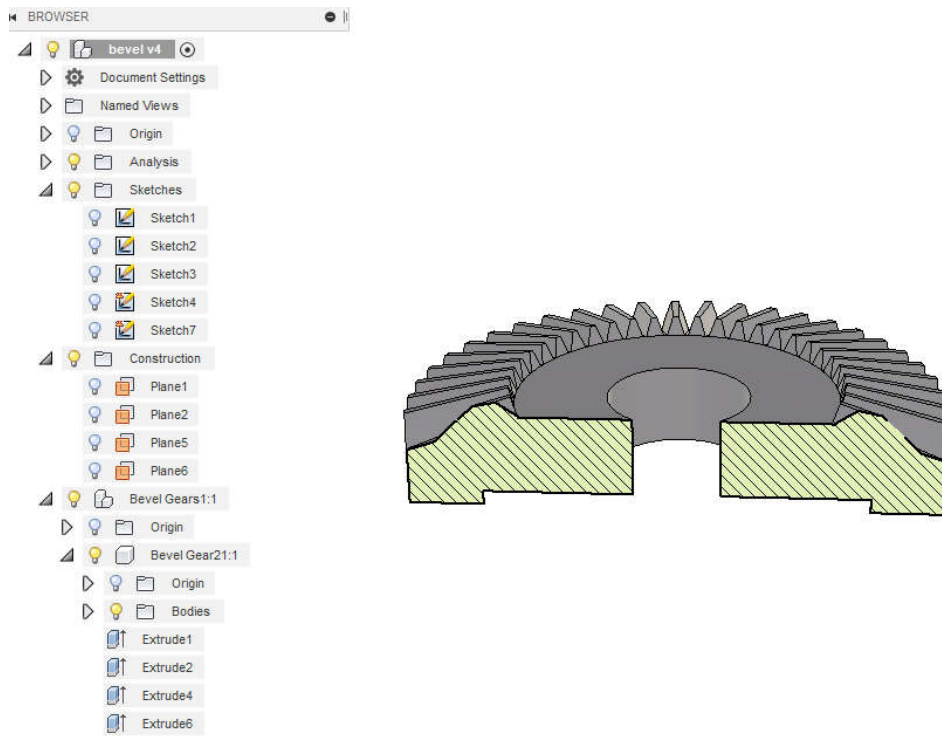 BROWSER
bevel v4
Document Settings
Named Views
Origin
Analysis
Sketches
Sketch1
Sketch2
Sketch3
Sketch4
Sketch7
Construction
Plane1
Plane2
Plane5
Plane6
Bevel Gears1:1
Origin
Bevel Gear21:1
Origin
Bodies
Extrude1
Extrude2
Extrude4
Extrude6